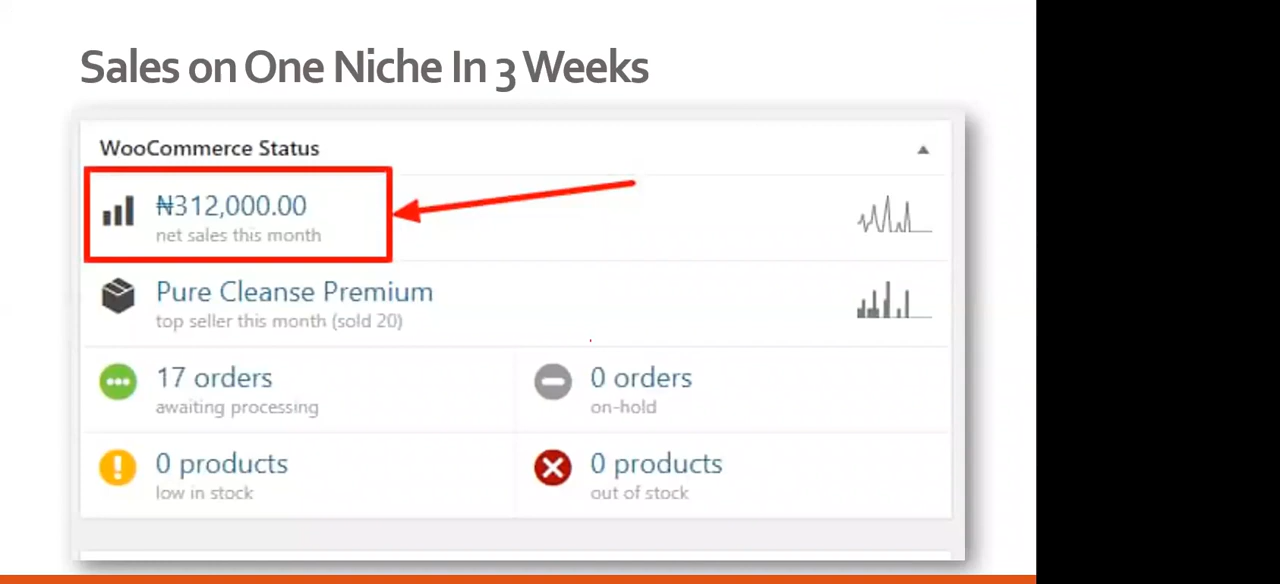 Sales on One Niche In 3 Weeks
WooCommerce Status
₦312,000.00
net sales this month
Pure Cleanse Premium
top seller this month (sold 20)
17 orders
awaiting processing
0 orders
on-hold
0 products
low in stock
0 products
out of stock